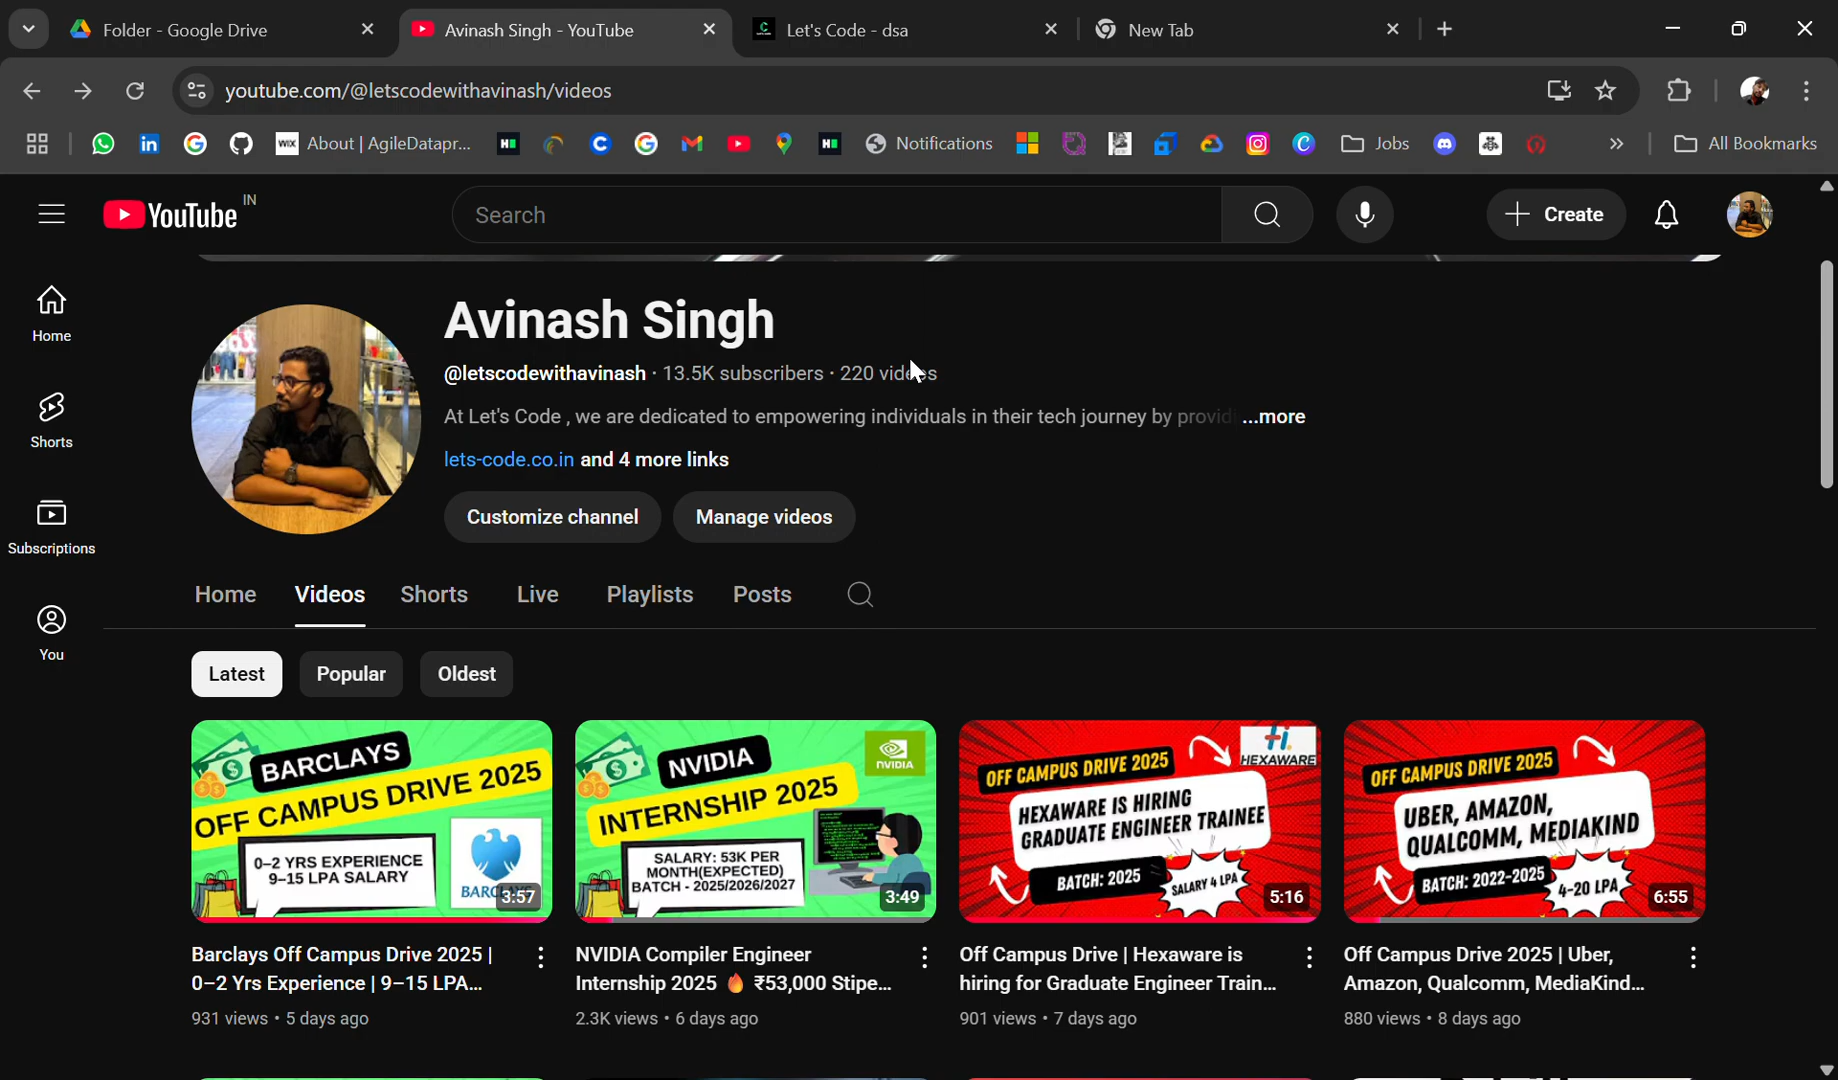 Folder - Google Drive
Avinash Singh - YouTube
Let's Code - dsa
New Tab
youtube.com/@letscodewithavinash/videos
About | AgileDatapr...
Notifications
Jobs
All Bookmarks
YouTube IN
Search
Create
Home
Shorts
Subscriptions
You
Avinash Singh
@letscodewithavinash · 13.5K subscribers · 220 videos
At Let's Code , we are dedicated to empowering individuals in their tech journey by provid ...more
lets-code.co.in and 4 more links
Customize channel
Manage videos
Home
Videos
Shorts
Live
Playlists
Posts
Latest
Popular
Oldest
BARCLAYS
OFF CAMPUS DRIVE 2025
0-2 YRS EXPERIENCE
9-15 LPA SALARY
3:57
NVIDIA
NVIDIA
INTERNSHIP 2025
SALARY: 53K PER
MONTH(EXPECTED)
BATCH - 2025/2026/2027
3:49
HEXAWARE
OFF CAMPUS DRIVE 2025
HEXAWARE IS HIRING
GRADUATE ENGINEER TRAINEE
BATCH: 2025
SALARY 4 LPA
5:16
OFF CAMPUS DRIVE 2025
UBER, AMAZON,
QUALCOMM, MEDIAKIND
BATCH: 2022-2025
4-20 LPA
6:55
Barclays Off Campus Drive 2025 |
0–2 Yrs Experience | 9–15 LPA...
931 views · 5 days ago
NVIDIA Compiler Engineer
Internship 2025 🔥 ₹53,000 Stipe...
2.3K views · 6 days ago
Off Campus Drive | Hexaware is
hiring for Graduate Engineer Train...
901 views · 7 days ago
Off Campus Drive 2025 | Uber,
Amazon, Qualcomm, MediaKind...
880 views · 8 days ago